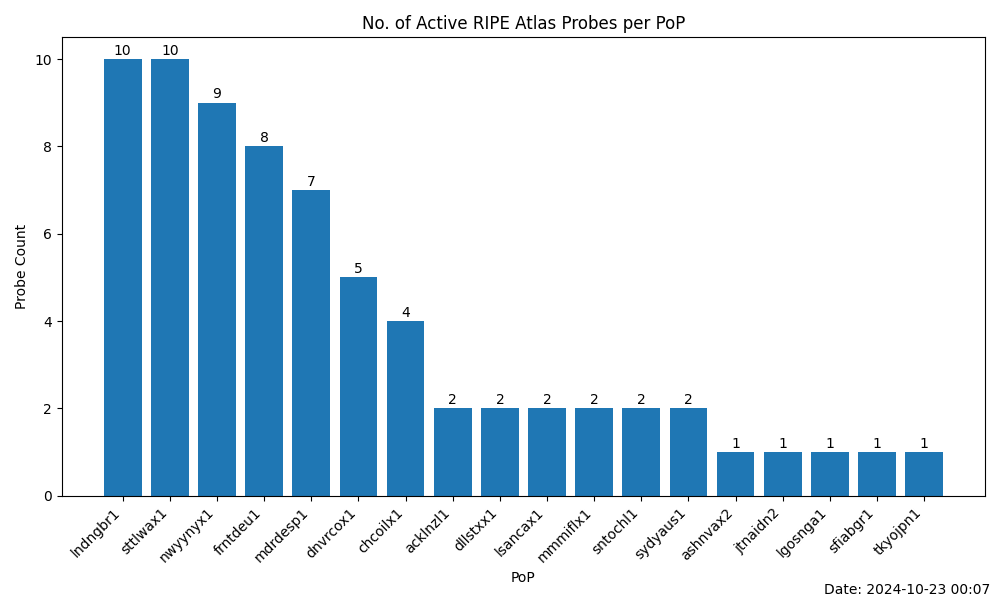 No. of Active RIPE Atlas Probes per PoP
Probe Count
10
8
6
4
2
0
10
10
9
8
7
5
4
2
2
2
2
2
2
1
1
1
1
1
lndngbr1
sttlwax1
nwyynyx1
frntdeu1
mdrdesp1
dnvrcox1
chcoilx1
acklnzl1
dllstxx1
lsancax1
mmmiflx1
sntochl1
sydyaus1
ashnvax2
jtnaidn2
lgosnga1
sfiabgr1
tkyojpn1
PoP
Date: 2024-10-23 00:07